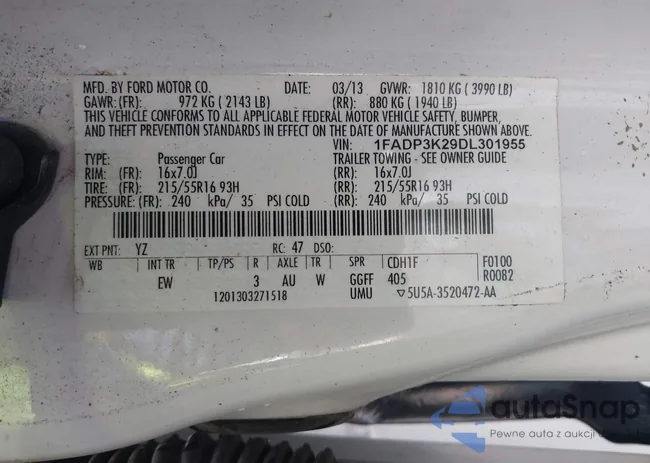 MFD. BY FORD MOTOR CO. DATE: 03/13 GVWR: 1810 KG ( 3990 LB)
GAWR: (FR): 972 KG ( 2143 LB) (RR): 880 KG ( 1940 LB)
THIS VEHICLE CONFORMS TO ALL APPLICABLE FEDERAL MOTOR VEHICLE SAFETY, BUMPER,
AND THEFT PREVENTION STANDARDS IN EFFECT ON THE DATE OF MANUFACTURE SHOWN ABOVE.
VIN: 1FADP3K29DL301955
TYPE: Passenger Car TRAILER TOWING - SEE OWNER GUIDE
RIM: (FR): 16x7.0J (RR): 16x7.0J
TIRE: (FR): 215/55R16 93H (RR): 215/55R16 93H
PRESSURE: (FR): 240 kPa/ 35 PSI COLD (RR): 240 kPa/ 35 PSI COLD
EXT PNT: YZ RC: 47 DSO:
WB INT TR TP/PS R AXLE TR SPR CDH1F F0100
EW 3 AU W GGFF 405 R0082
1201303271518 UMU ▽5U5A-3520472-AA
autaSnap
Pewne auta z aukcji